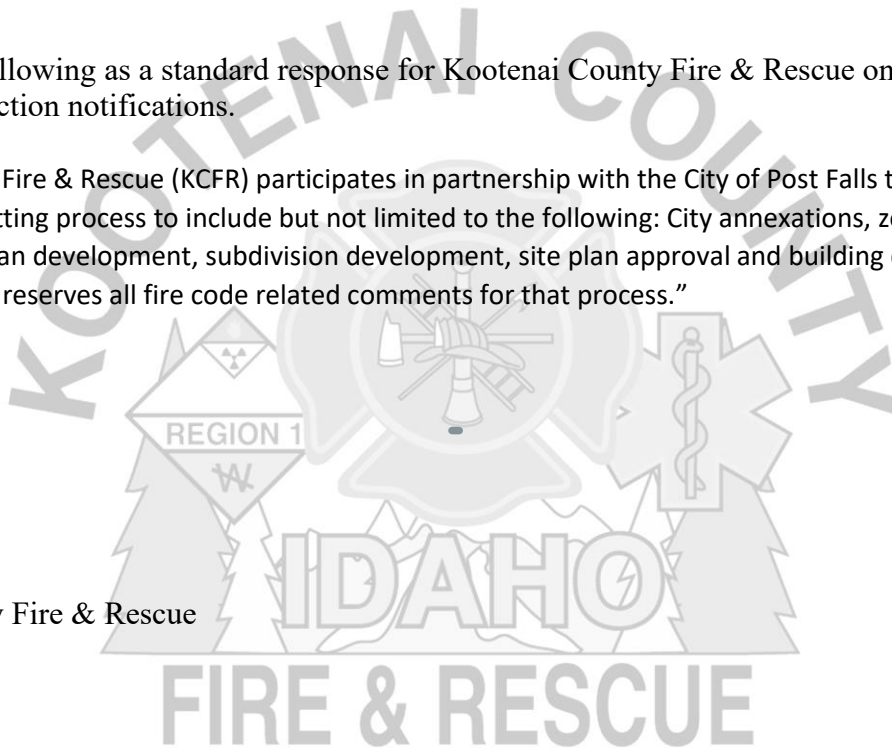 KOOTENAI COUNTY
llowing as a standard response for Kootenai County Fire & Rescue on
ction notifications.
Fire & Rescue (KCFR) participates in partnership with the City of Post Falls t
tting process to include but not limited to the following: City annexations, z
an development, subdivision development, site plan approval and building
reserves all fire code related comments for that process.”
REGION 1
W
y Fire & Rescue
IDAHO
FIRE & RESCUE